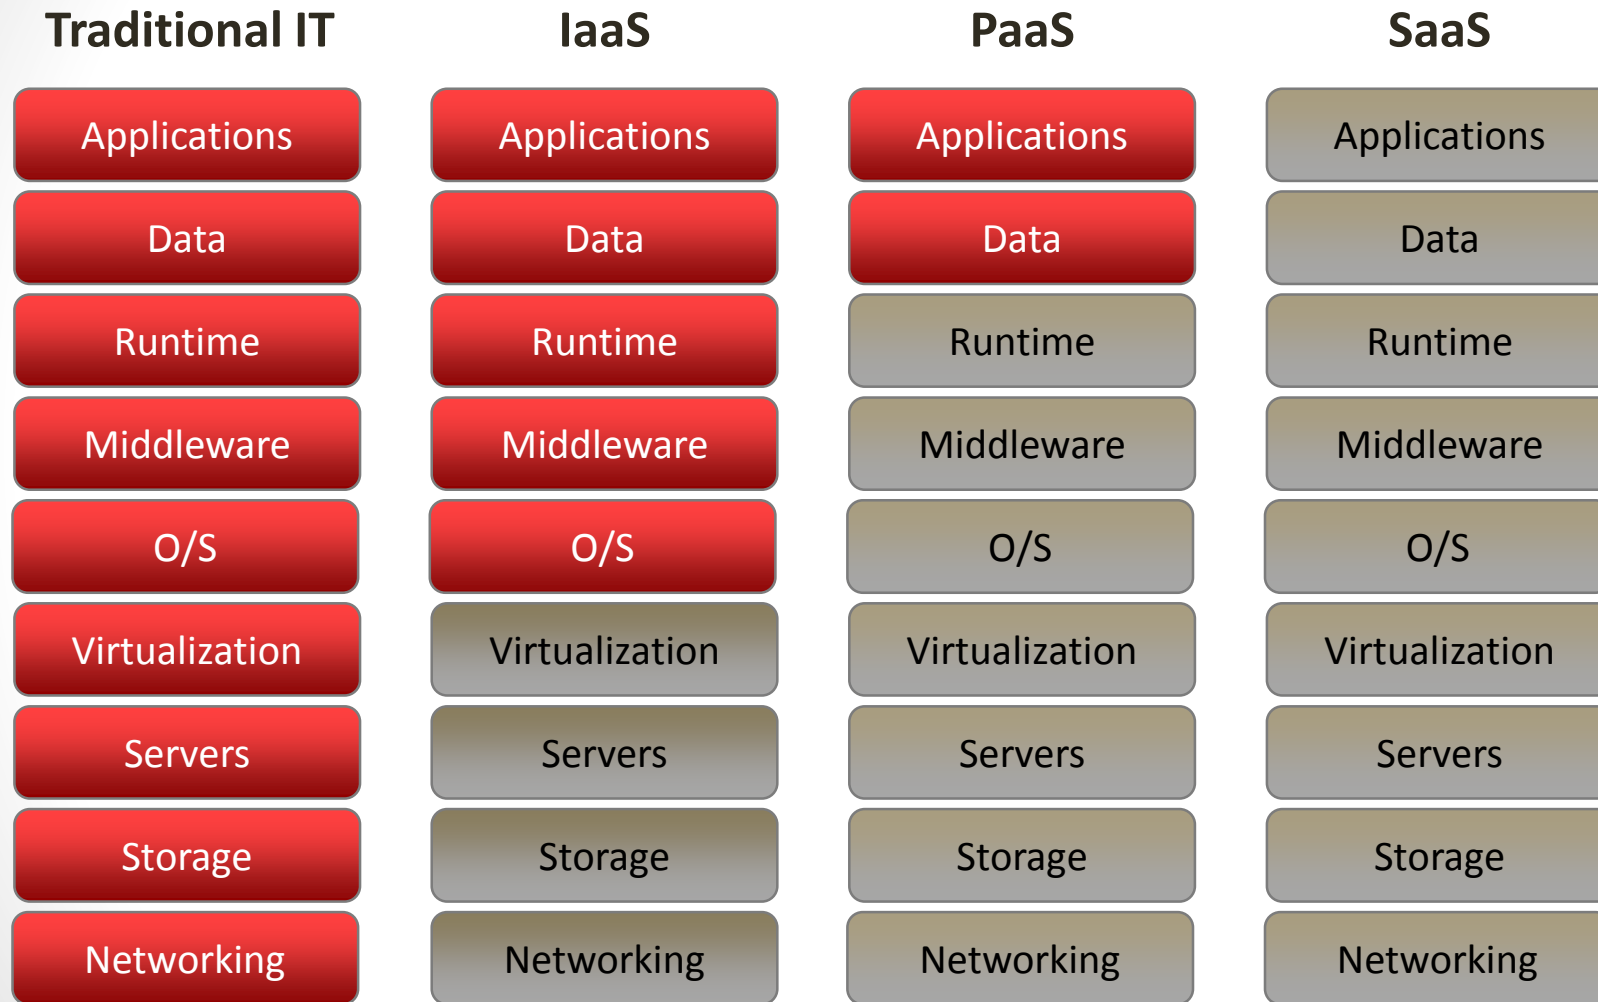 Traditional IT IaaS PaaS SaaS
Applications Applications Applications Applications
Data Data Data Data
Runtime Runtime Runtime Runtime
Middleware Middleware Middleware Middleware
O/S O/S O/S O/S
Virtualization Virtualization Virtualization Virtualization
Servers Servers Servers Servers
Storage Storage Storage Storage
Networking Networking Networking Networking